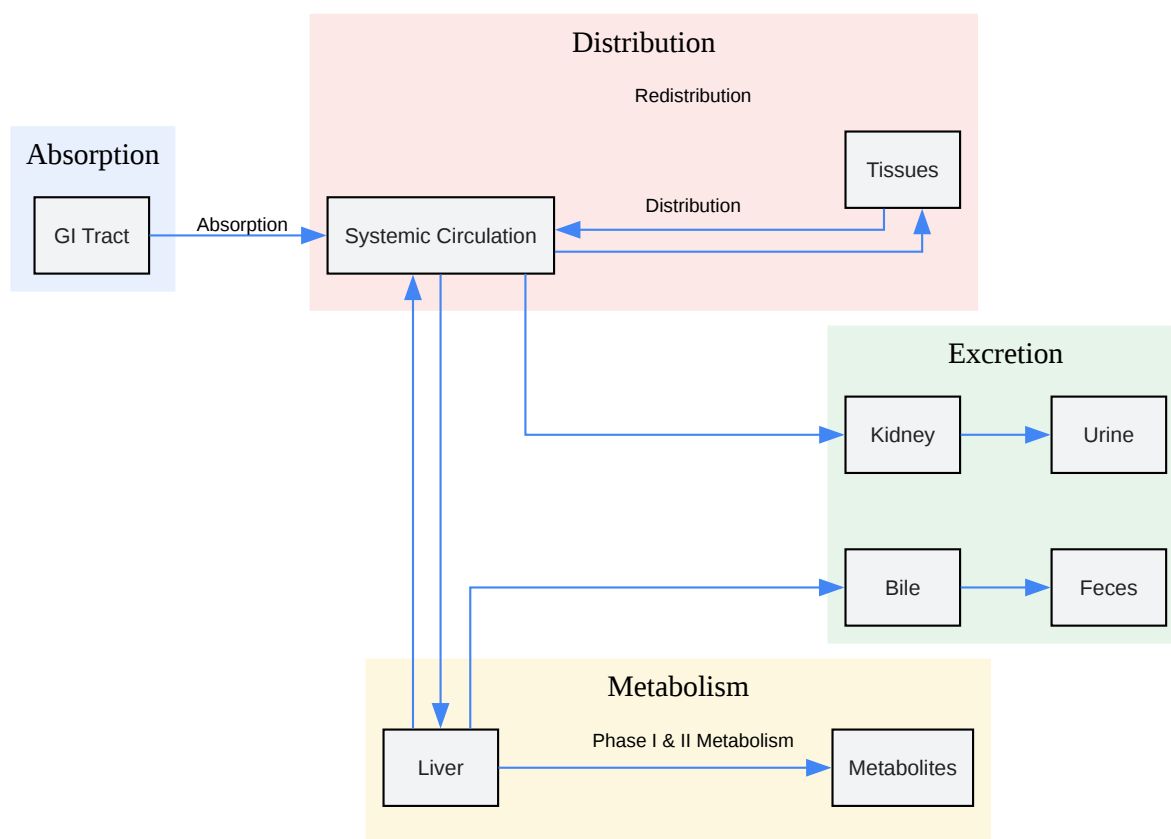 Distribution
Redistribution
Absorption
Tissues
GI Tract
Absorption
Systemic Circulation
Distribution
Excretion
Kidney
Urine
Bile
Feces
Metabolism
Phase I & II Metabolism
Liver
Metabolites